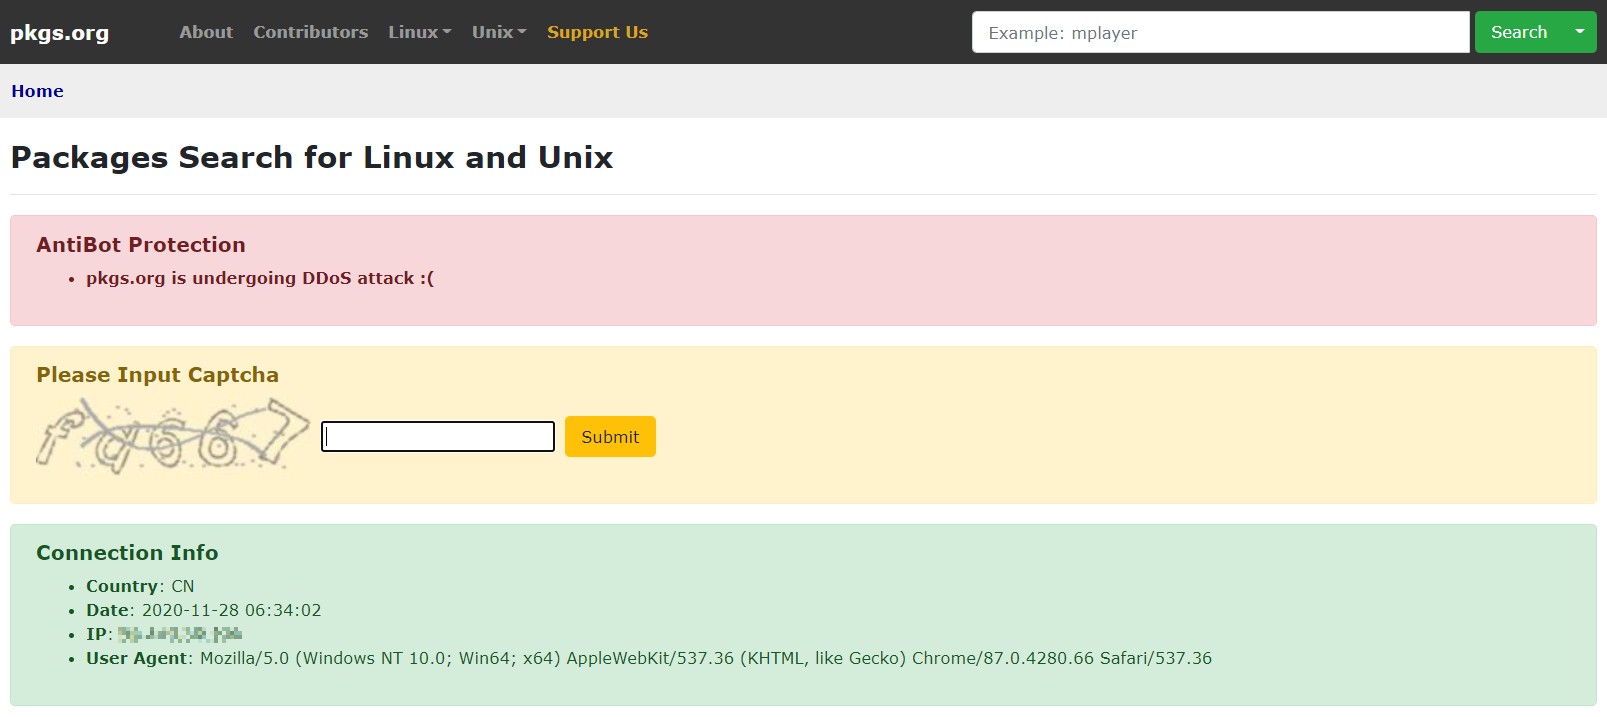 pkgs.org About Contributors Linux Unix Support Us Example: mplayer Search
Home
Packages Search for Linux and Unix
AntiBot Protection
pkgs.org is undergoing DDoS attack :(
Please Input Captcha
Submit
Connection Info
Country: CN
Date: 2020-11-28 06:34:02
IP:
User Agent: Mozilla/5.0 (Windows NT 10.0; Win64; x64) AppleWebKit/537.36 (KHTML, like Gecko) Chrome/87.0.4280.66 Safari/537.36